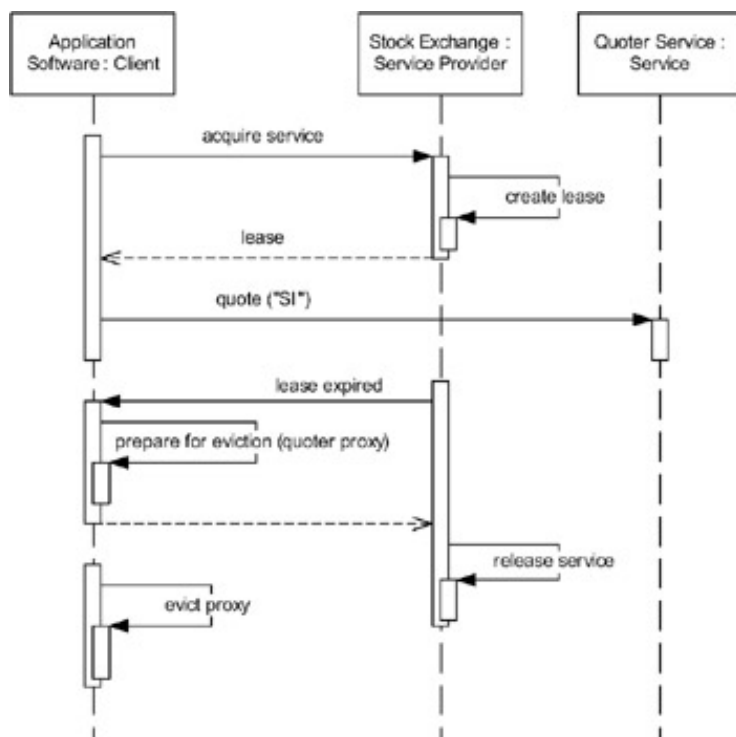 Application
Software : Client
Stock Exchange :
Service Provider
Quoter Service :
Service
acquire service
create lease
lease
quote ("SI")
lease expired
prepare for eviction (quoter proxy)
release service
evict proxy